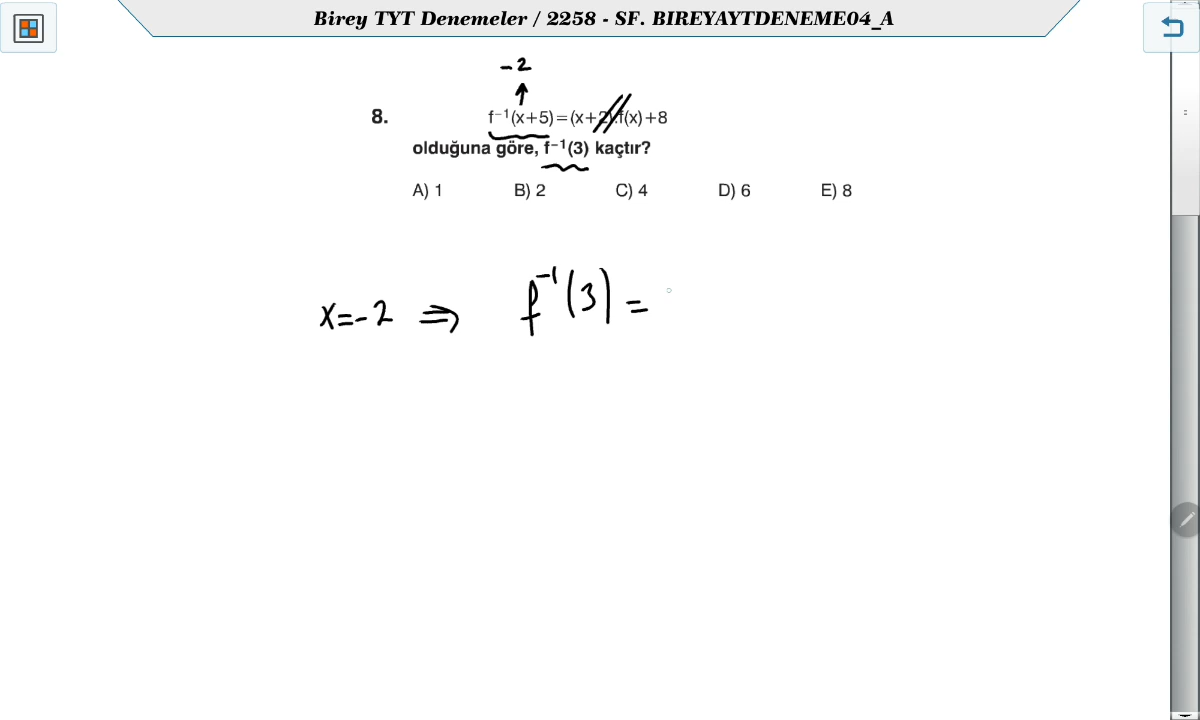 Birey TYT Denemeler / 2258 - SF. BIREYAYTDENEME04_A
-2
8. f⁻¹(x+5)=(x+2).f(x)+8
olduğuna göre, f⁻¹(3) kaçtır?
A) 1 B) 2 C) 4 D) 6 E) 8
x=-2 ⇒ f⁻¹(3) =